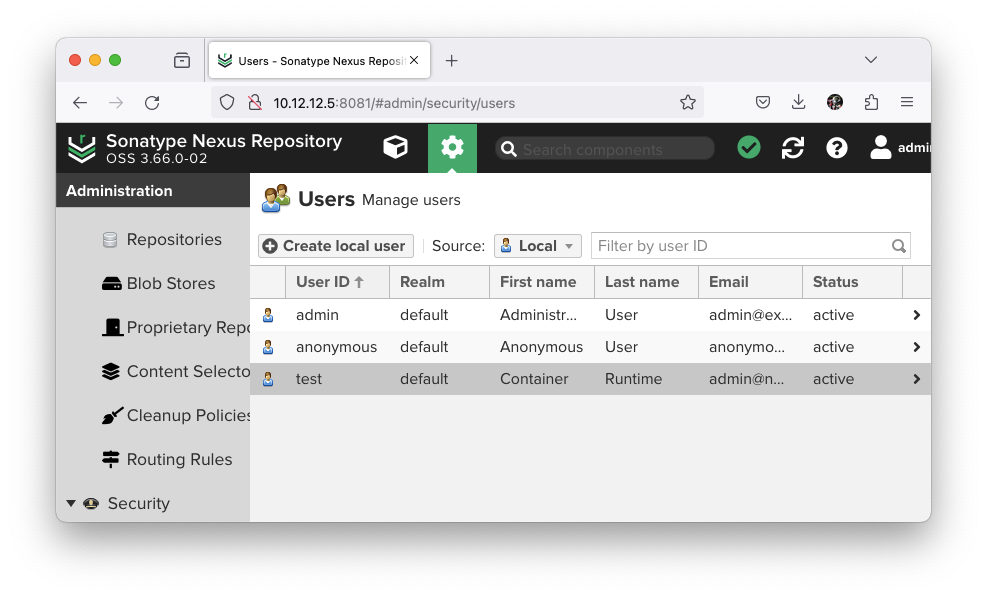 Users - Sonatype Nexus Reposi
10.12.12.5:8081/#admin/security/users
Sonatype Nexus Repository
OSS 3.66.0-02
Search components
admi
Administration
Users Manage users
Repositories
Blob Stores
Proprietary Repo
Content Selecto
Cleanup Policies
Routing Rules
Security
Create local user Source: Local Filter by user ID
User ID Realm First name Last name Email Status
admin default Administr... User admin@ex... active
anonymous default Anonymous User anonymo... active
test default Container Runtime admin@n... active